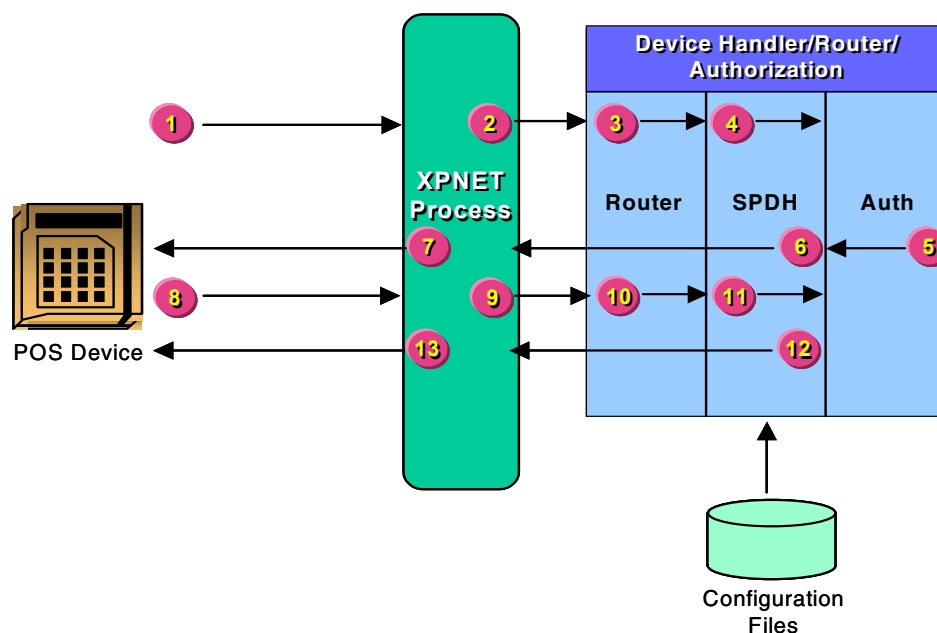 Device Handler/Router/
Authorization
1
2
3
4
XPNET
Process
Router
SPDH
Auth
7
6
5
8
9
10
11
POS Device
13
12
Configuration
Files